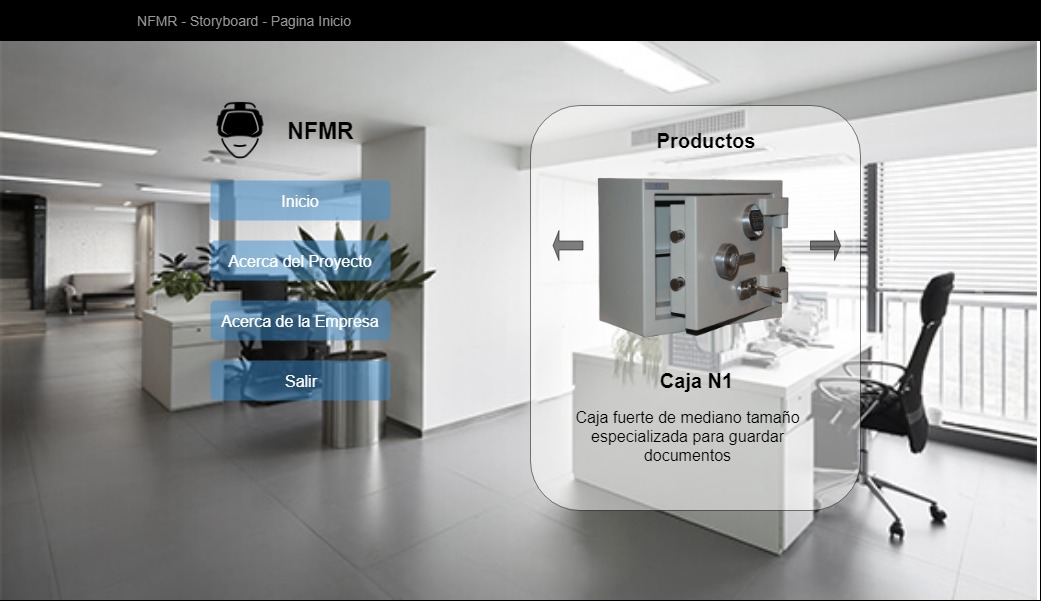 NFMR - Storyboard - Pagina Inicio
NFMR
Inicio
Acerca del Proyecto
Acerca de la Empresa
Salir
Productos
Caja N1
Caja fuerte de mediano tamaño
especializada para guardar
documentos